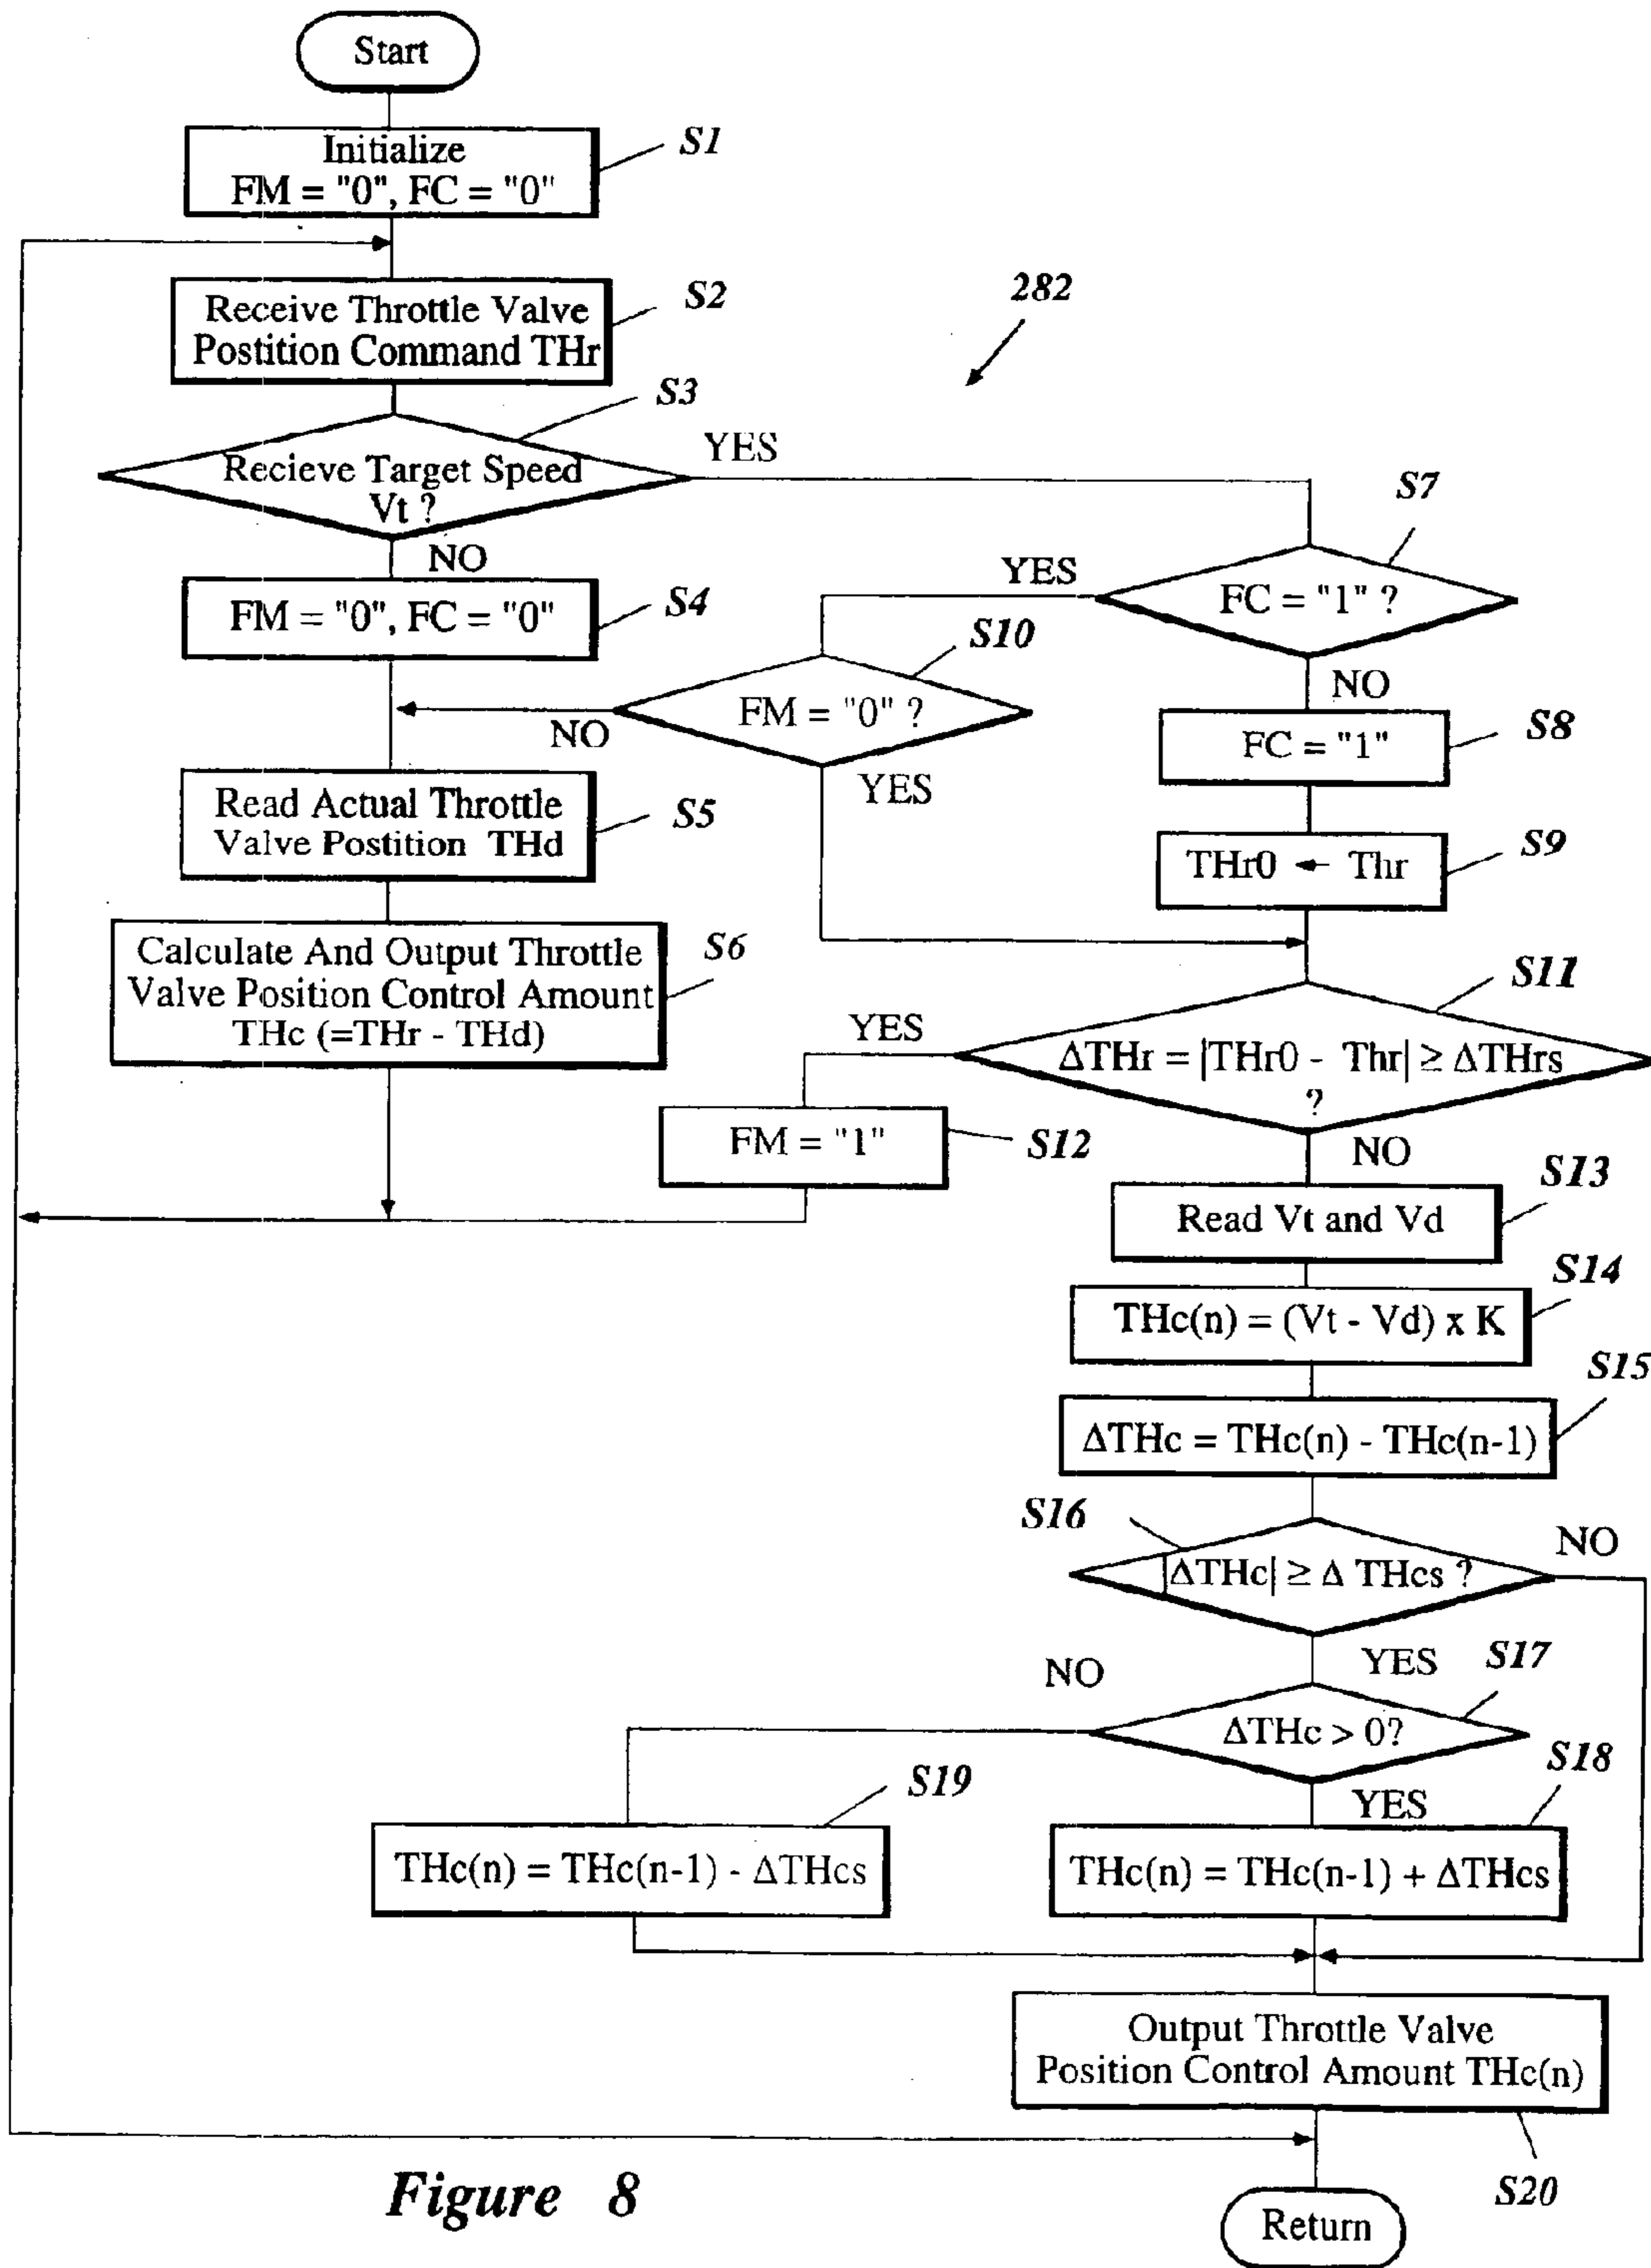 Start
Initialize
FM = "0", FC = "0"
S1
Receive Throttle Valve
Postition Command THr
S2
282
S3
Recieve Target Speed
Vt ?
YES
NO
FM = "0", FC = "0"
S4
S7
FC = "1" ?
YES
NO
S10
FM = "0" ?
NO
YES
FC = "1"
S8
THr0 ← Thr
S9
Read Actual Throttle
Valve Postition THd
S5
Calculate And Output Throttle
Valve Position Control Amount
THc (=THr - THd)
S6
S11
ΔTHr = |THr0 - Thr| ≥ ΔTHrs
?
YES
NO
FM = "1"
S12
Read Vt and Vd
S13
THc(n) = (Vt - Vd) x K
S14
ΔTHc = THc(n) - THc(n-1)
S15
S16
|ΔTHc| ≥ Δ THcs ?
NO
YES
S17
ΔTHc > 0?
NO
YES
S18
THc(n) = THc(n-1) + ΔTHcs
S19
THc(n) = THc(n-1) - ΔTHcs
Output Throttle Valve
Position Control Amount THc(n)
S20
Return
Figure 8